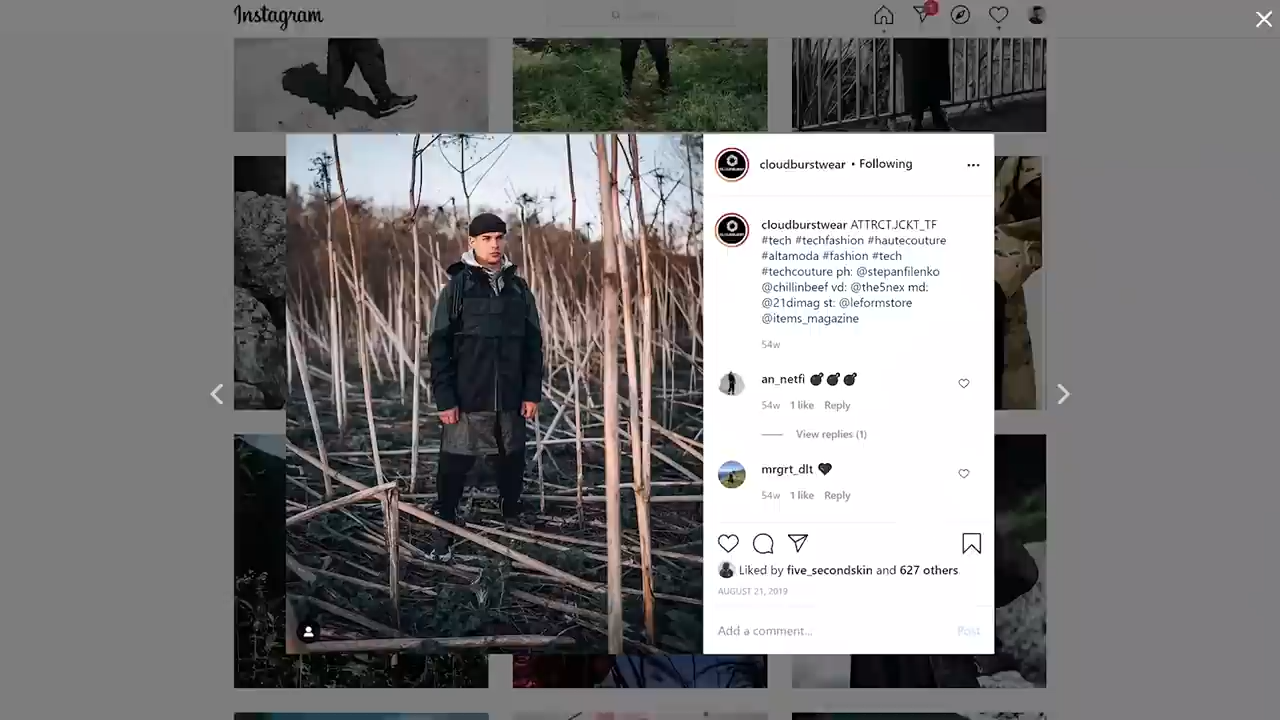 Instagram
cloudburstwear • Following
cloudburstwear ATTRCT.JCKT_TF
#tech #techfashion #hautecouture
#altamoda #fashion #tech
#techcouture ph: @stepanfilenko
@chillinbeef vd: @the5nex md:
@21dimag st: @leformstore
@items_magazine
54w
an_netfi
54w 1 like Reply
View replies (1)
mrgrt_dlt
54w 1 like Reply
Liked by five_secondskin and 627 others
AUGUST 21, 2019
Add a comment... Post